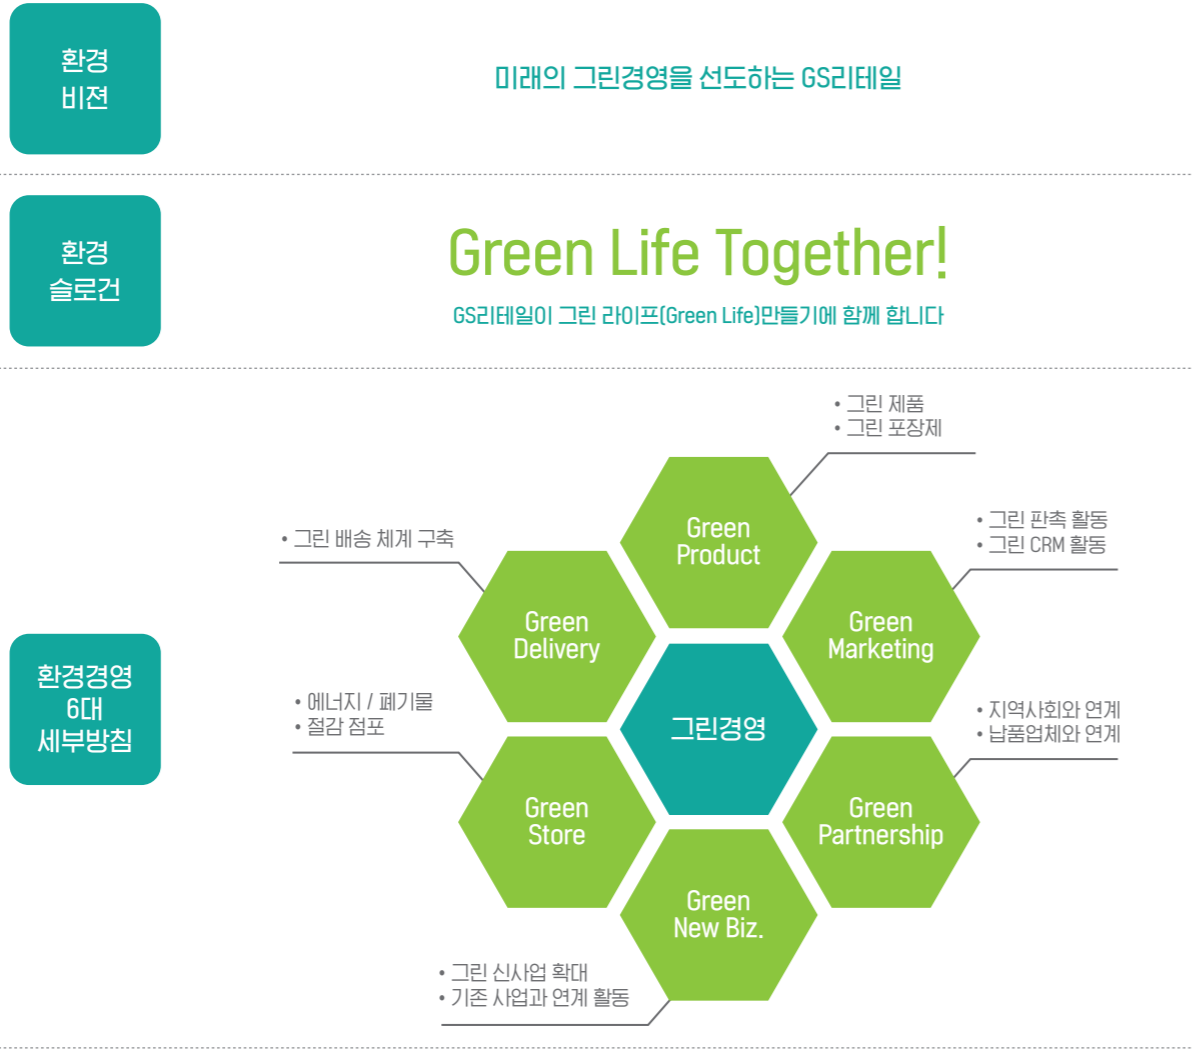 환경
비젼
미래의 그린경영을 선도하는 GS리테일
환경
슬로건
Green Life Together!
GS리테일이 그린 라이프(Green Life)만들기에 함께 합니다
환경경영
6대
세부방침
• 그린 제품
• 그린 포장제
Green
Product
• 그린 판촉 활동
• 그린 CRM 활동
Green
Marketing
• 그린 배송 체계 구축
Green
Delivery
그린경영
• 에너지 / 폐기물
• 절감 점포
Green
Store
• 지역사회와 연계
• 납품업체와 연계
Green
Partnership
Green
New Biz.
• 그린 신사업 확대
• 기존 사업과 연계 활동